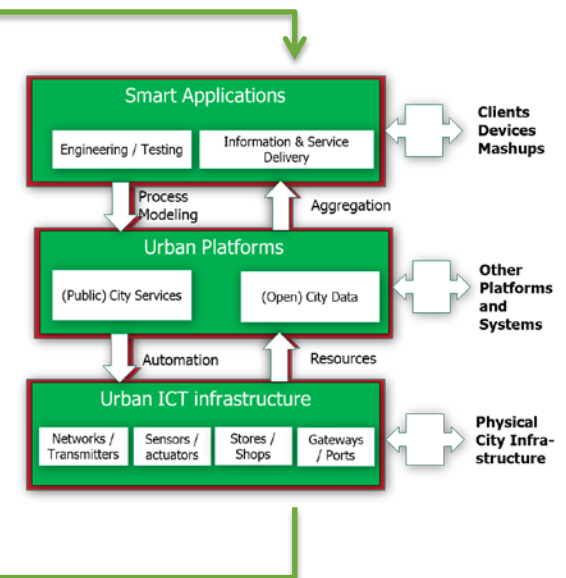 Smart Applications
Engineering / Testing
Information & Service
Delivery
Clients
Devices
Mashups
Process
Modeling
Aggregation
Urban Platforms
(Public) City Services
(Open) City Data
Other
Platforms
and
Systems
Automation
Resources
Urban ICT infrastructure
Networks /
Transmitters
Sensors /
actuators
Stores /
Shops
Gateways
/ Ports
Physical
City Infra-
structure